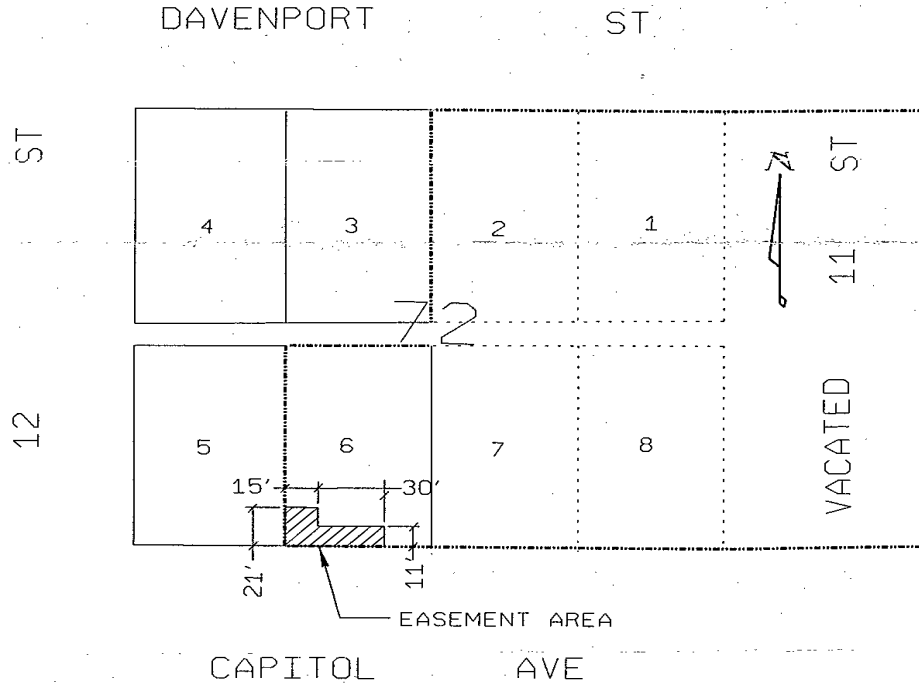 DAVENPORT ST
ST
N
ST
4
3
2
1
11
72
12
5
6
7
8
VACATED
15'
30'
21'
11'
EASEMENT AREA
CAPITOL AVE